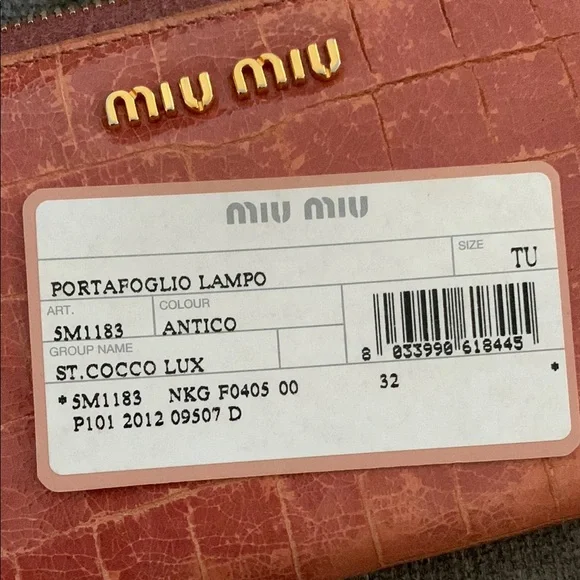 miu miu
miu miu
SIZE
PORTAFOGLIO LAMPO TU
ART. COLOUR
5M1183 ANTICO
GROUP NAME
ST.COCCO LUX
8 033990 618445
*5M1183 NKG F0405 00 32 *
P101 2012 09507 D